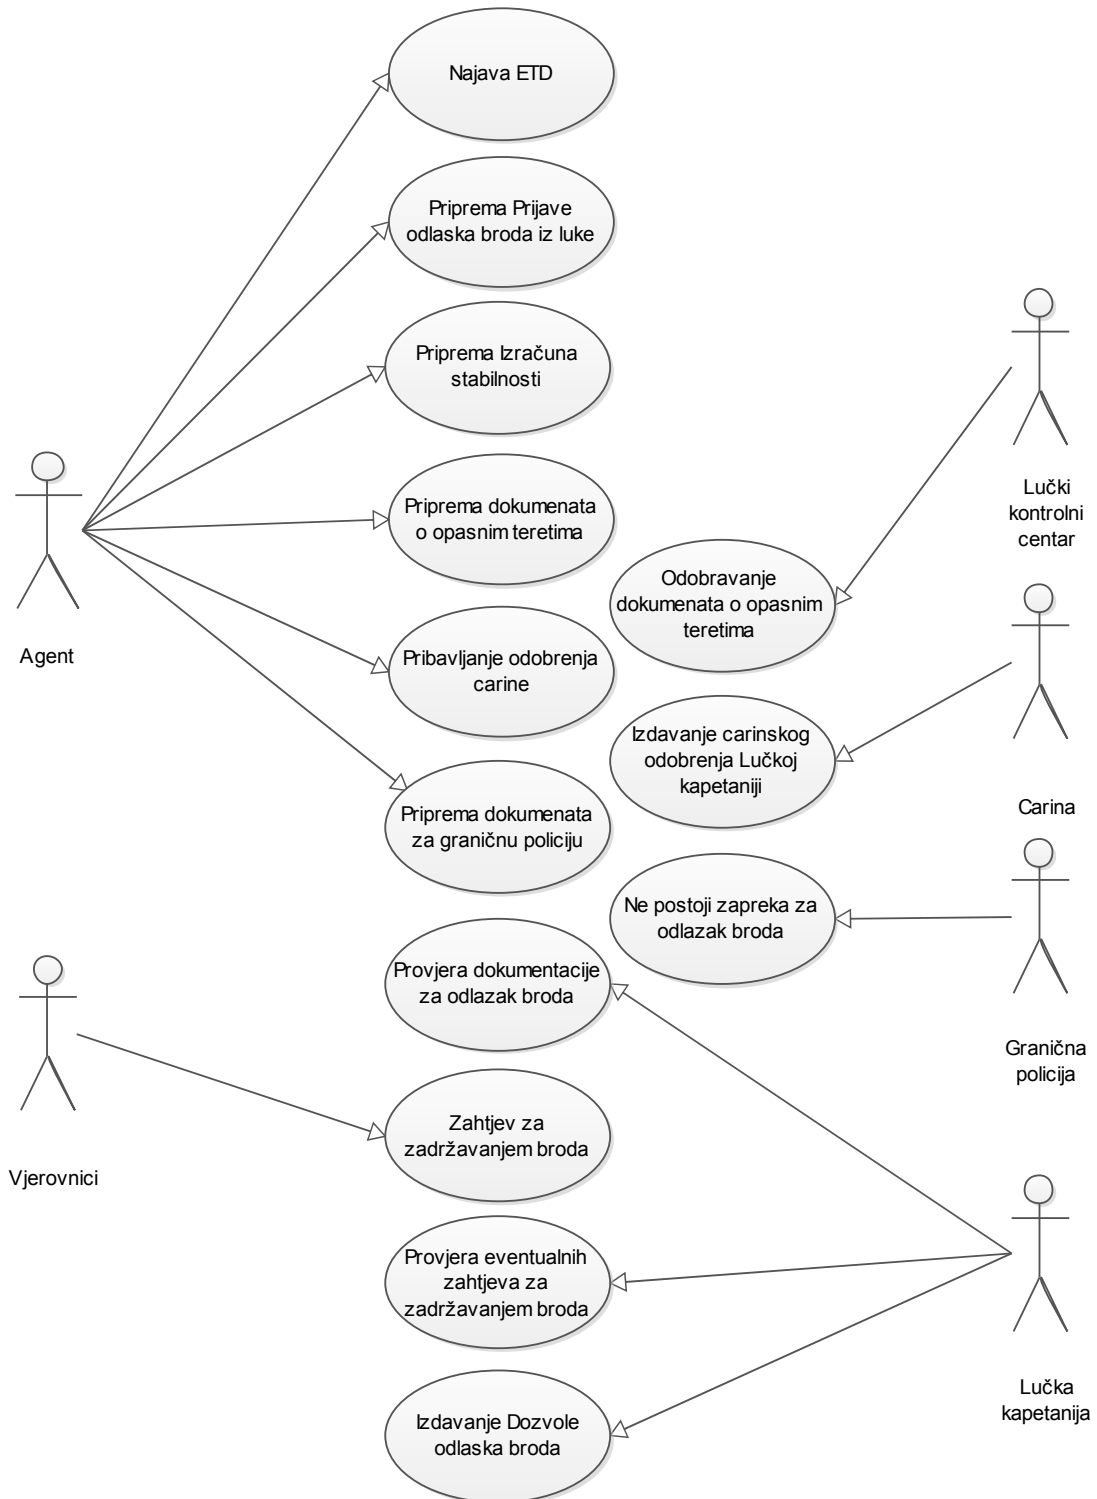 Najava ETD
Priprema Prijave
odlaska broda iz luke
Priprema Izračuna
stabilnosti
Priprema dokumenata
o opasnim teretima
Lučki
kontrolni
centar
Odobravanje
dokumenata o opasnim
teretima
Agent
Pribavljanje odobrenja
carine
Izdavanje carinskog
odobrenja Lučkoj
kapetaniji
Carina
Priprema dokumenata
za graničnu policiju
Ne postoji zapreka za
odlazak broda
Provjera dokumentacije
za odlazak broda
Granična
policija
Zahtjev za
zadržavanjem broda
Vjerovnici
Provjera eventualnih
zahtjeva za
zadržavanjem broda
Lučka
kapetanija
Izdavanje Dozvole
odlaska broda